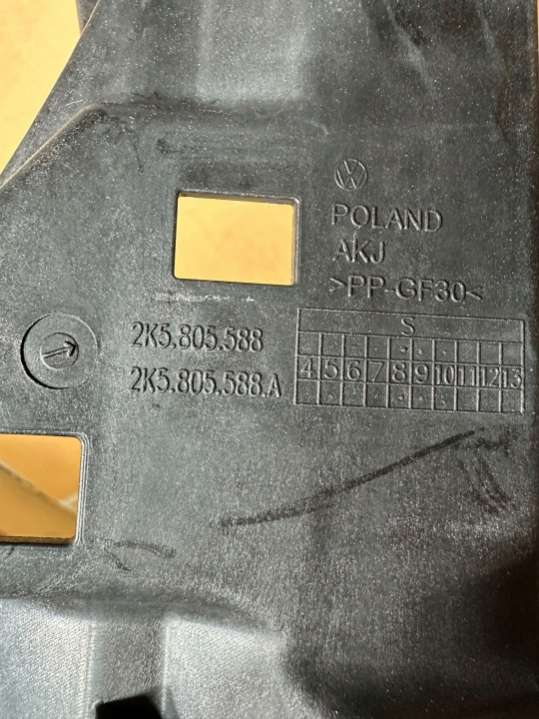 POLAND
AKJ
>PP-GF30<
2K5.805.588
2K5.805.588.A
S
4 5 6 7 8 9 10 11 12 13